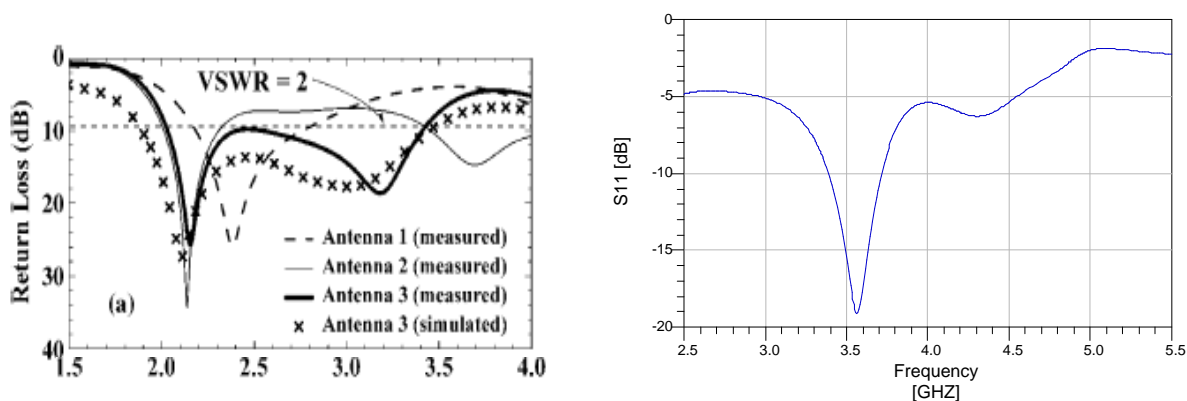 0
10
20
30
40
Return Loss (dB)
VSWR = 2
Antenna 1 (measured)
Antenna 2 (measured)
Antenna 3 (measured)
Antenna 3 (simulated)
(a)
1.5 2.0 2.5 3.0 3.5 4.0
0
-5
-10
-15
-20
S11 [dB]
2.5 3.0 3.5 4.0 4.5 5.0 5.5
Frequency
[GHZ]